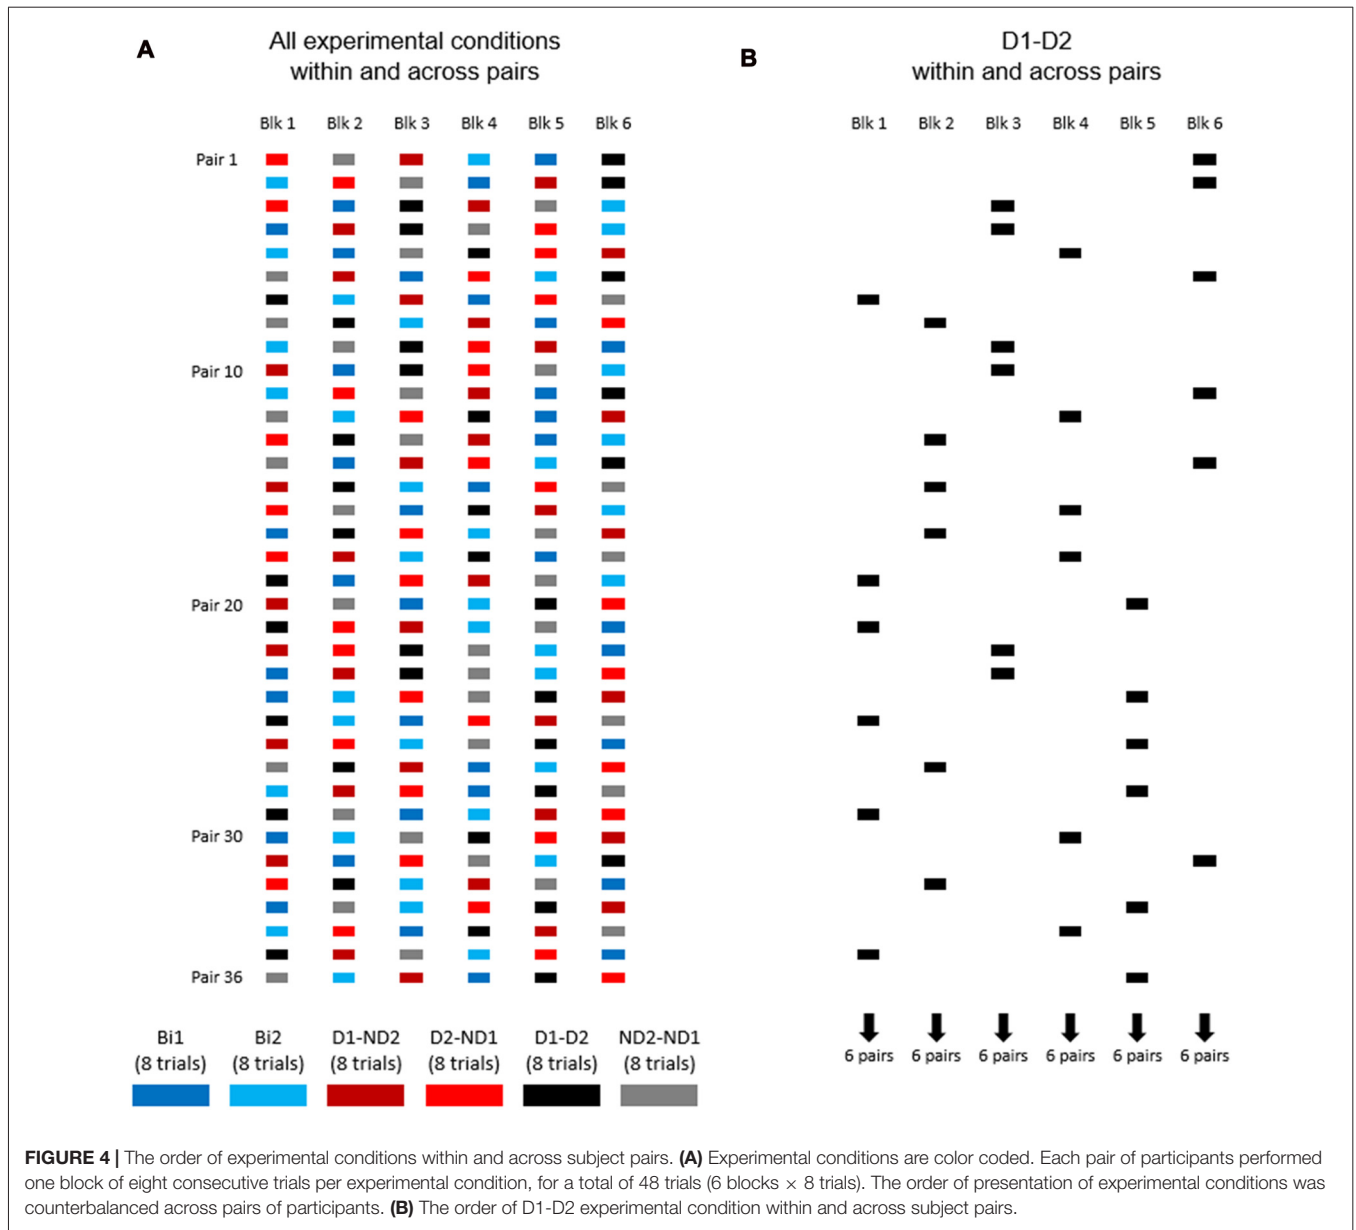 A
All experimental conditions
within and across pairs
Blk 1 Blk 2 Blk 3 Blk 4 Blk 5 Blk 6
Pair 1
Pair 10
Pair 20
Pair 30
Pair 36
Bi1 Bi2 D1-ND2 D2-ND1 D1-D2 ND2-ND1
(8 trials) (8 trials) (8 trials) (8 trials) (8 trials) (8 trials)
B
D1-D2
within and across pairs
Blk 1 Blk 2 Blk 3 Blk 4 Blk 5 Blk 6
6 pairs 6 pairs 6 pairs 6 pairs 6 pairs 6 pairs
FIGURE 4 | The order of experimental conditions within and across subject pairs. (A) Experimental conditions are color coded. Each pair of participants performed
one block of eight consecutive trials per experimental condition, for a total of 48 trials (6 blocks × 8 trials). The order of presentation of experimental conditions was
counterbalanced across pairs of participants. (B) The order of D1-D2 experimental condition within and across subject pairs.